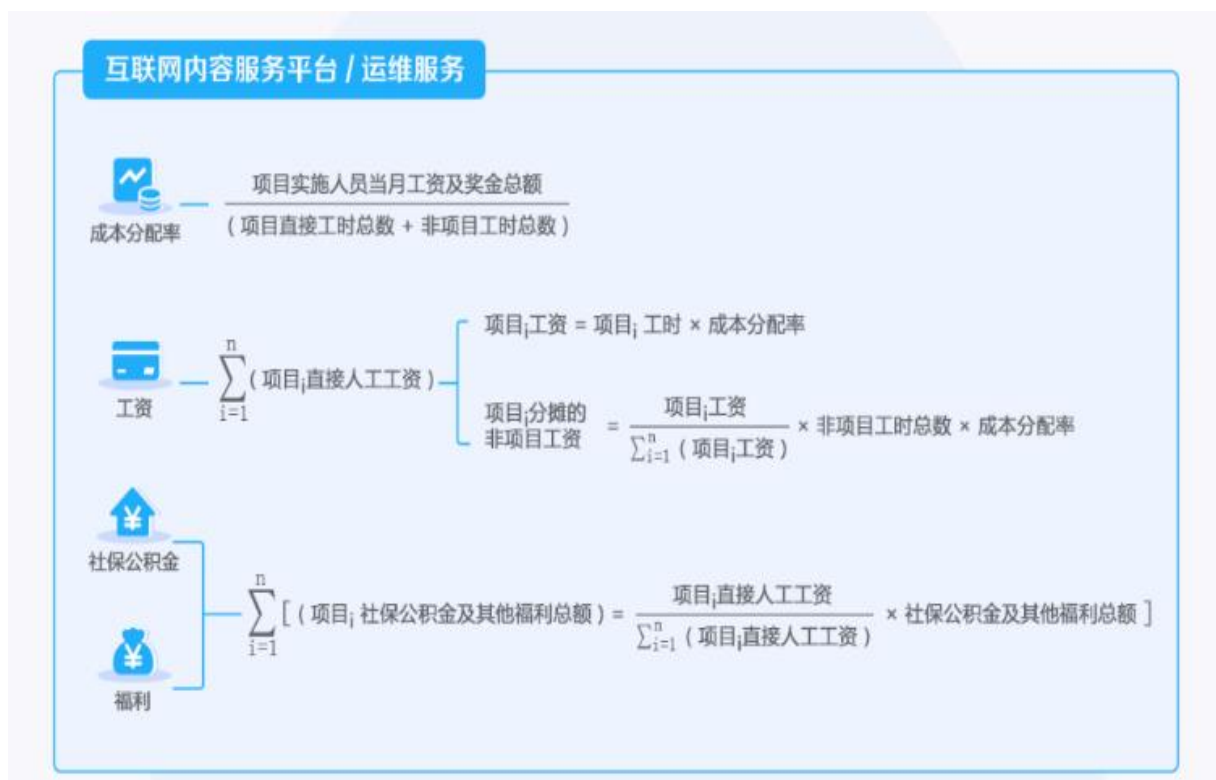 互联网内容服务平台 / 运维服务
项目实施人员当月工资及奖金总额
成本分配率
( 项目直接工时总数 + 非项目工时总数 )
项目i工资 = 项目i 工时 × 成本分配率
n
∑ ( 项目i直接人工工资 )
i=1
工资
项目i分摊的
非项目工资
=
项目i工资
∑ⁿi=1 ( 项目i工资 )
× 非项目工时总数 × 成本分配率
社保公积金
n
∑ [ ( 项目i 社保公积金及其他福利总额 ) =
i=1
项目i直接人工工资
∑ⁿi=1 ( 项目i直接人工工资 )
× 社保公积金及其他福利总额 ]
福利